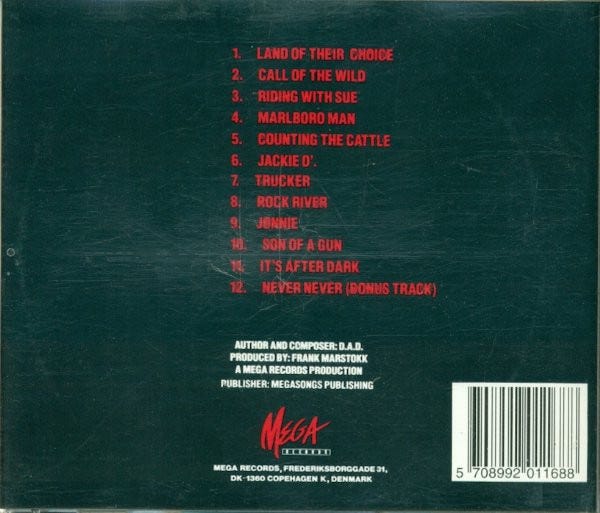 1. LAND OF THEIR CHOICE
2. CALL OF THE WILD
3. RIDING WITH SUE
4. MARLBORO MAN
5. COUNTING THE CATTLE
6. JACKIE O'.
7. TRUCKER
8. ROCK RIVER
9. JONNIE
10. SON OF A GUN
11. IT'S AFTER DARK
12. NEVER NEVER (BONUS TRACK)
AUTHOR AND COMPOSER: D.A.D.
PRODUCED BY: FRANK MARSTOKK
A MEGA RECORDS PRODUCTION
PUBLISHER: MEGASONGS PUBLISHING
MEGA
RECORDS
MEGA RECORDS, FREDERIKSBORGGADE 31,
DK-1360 COPEHAGEN K, DENMARK
5 708992 011688